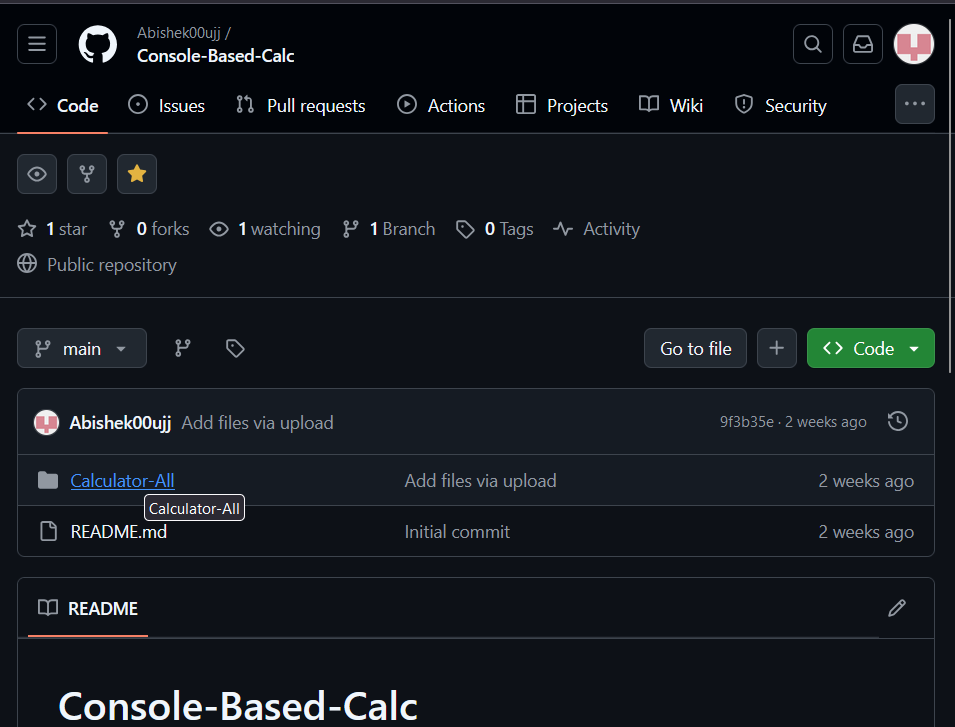 Abishek00ujj /
Console-Based-Calc
Code Issues Pull requests Actions Projects Wiki Security
1 star 0 forks 1 watching 1 Branch 0 Tags Activity
Public repository
main Go to file Code
Abishek00ujj Add files via upload 9f3b35e · 2 weeks ago
Calculator-All Add files via upload 2 weeks ago
Calculator-All
README.md Initial commit 2 weeks ago
README
Console-Based-Calc